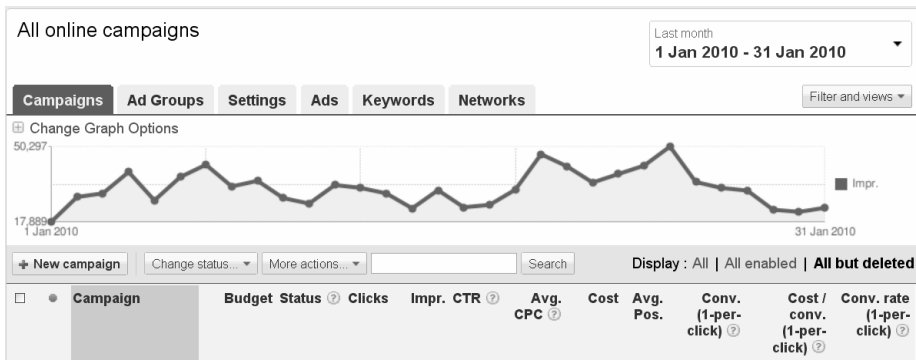 All online campaigns
Last month
1 Jan 2010 - 31 Jan 2010
Campaigns Ad Groups Settings Ads Keywords Networks Filter and views
Change Graph Options
50,297
Impr.
17,889
1 Jan 2010 31 Jan 2010
+ New campaign Change status... More actions... Search Display : All | All enabled | All but deleted
Campaign Budget Status ? Clicks Impr. CTR ? Avg. Cost Avg. Conv. Cost / Conv. rate
CPC ? Pos. (1-per- conv. (1-per-
click) ? (1-per- click) ?
click) ?